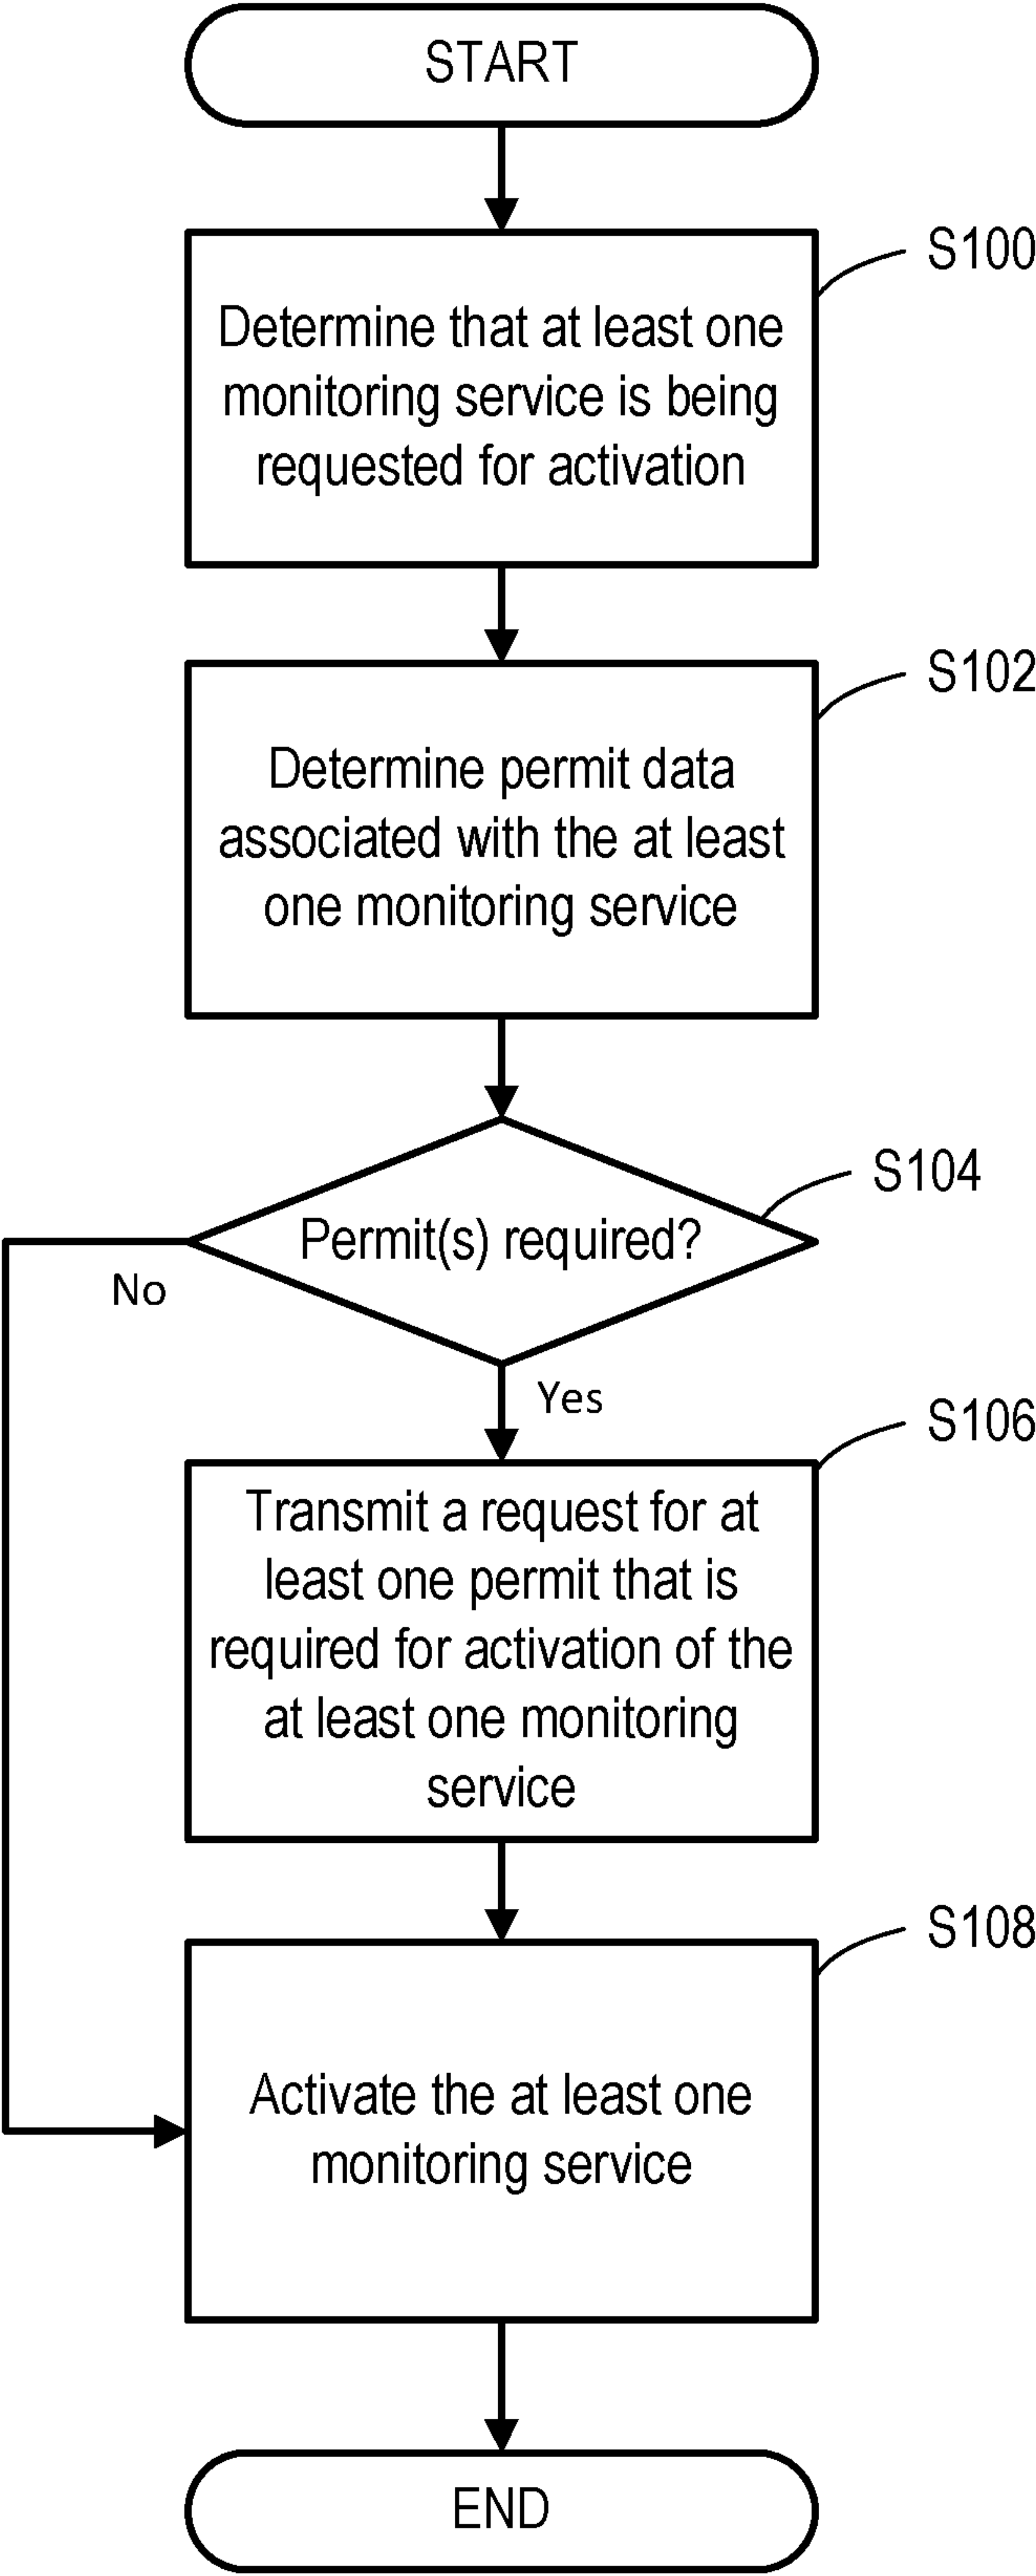 START
S100
Determine that at least one
monitoring service is being
requested for activation
S102
Determine permit data
associated with the at least
one monitoring service
S104
Permit(s) required?
No
Yes
S106
Transmit a request for at
least one permit that is
required for activation of the
at least one monitoring
service
S108
Activate the at least one
monitoring service
END